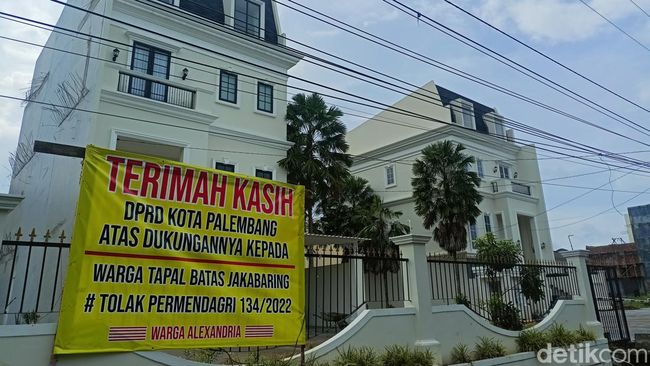 TERIMAH KASIH
DPRD KOTA PALEMBANG
ATAS DUKUNGANNYA KEPADA
WARGA TAPAL BATAS JAKABARING
# TOLAK PERMENDAGRI 134/2022
WARGA ALEXANDRIA
detikcom